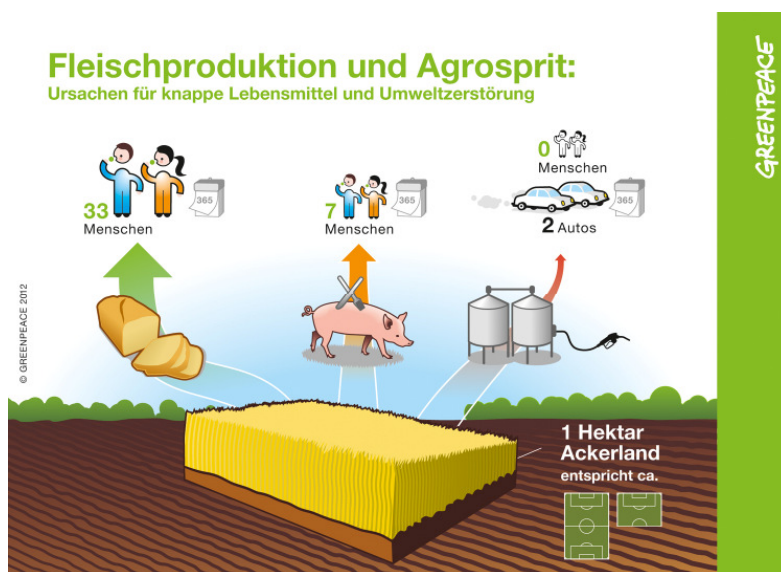 Fleischproduktion und Agrosprit:
Ursachen für knappe Lebensmittel und Umweltzerstörung
GREENPEACE
33
Menschen
365
7
Menschen
365
0
Menschen
2 Autos
365
© GREENPEACE 2012
1 Hektar
Ackerland
entspricht ca.